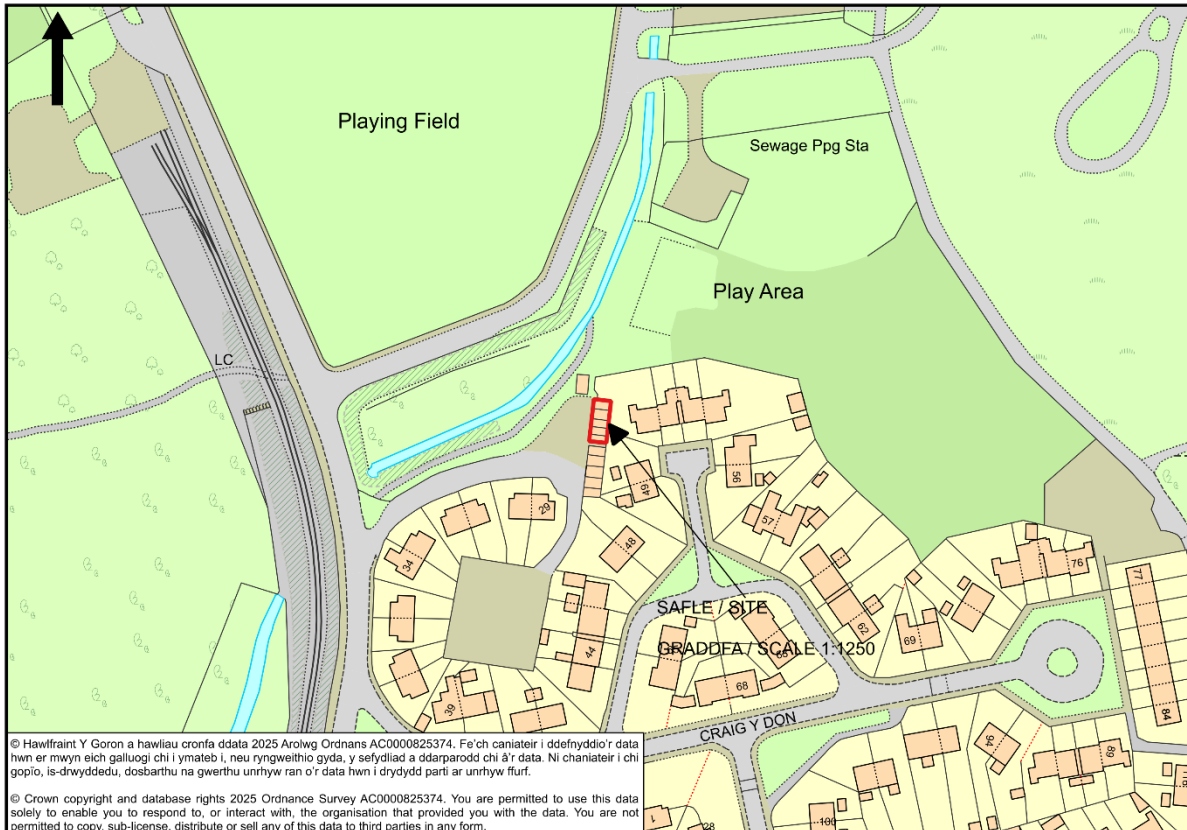 Playing Field
Sewage Ppg Sta
Play Area
LC
29
34
49
48
56
57
76
77
62
69
44
SAFLE / SITE
GRADDFA / SCALE 1:1250
68
39
84
CRAIG Y DON
94
89
100
1
28
© Hawlfraint Y Goron a hawliau cronfa ddata 2025 Arolwg Ordnans AC0000825374. Fe'ch caniateir i ddefnyddio'r data
hwn er mwyn eich galluogi chi i ymateb i, neu ryngweithio gyda, y sefydliad a ddarparodd chi â'r data. Ni chaniateir i chi
gopïo, is-drwyddedu, dosbarthu na gwerthu unrhyw ran o'r data hwn i drydydd parti ar unrhyw ffurf.
© Crown copyright and database rights 2025 Ordnance Survey AC0000825374. You are permitted to use this data
solely to enable you to respond to, or interact with, the organisation that provided you with the data. You are not
permitted to copy, sub-license, distribute or sell any of this data to third parties in any form.